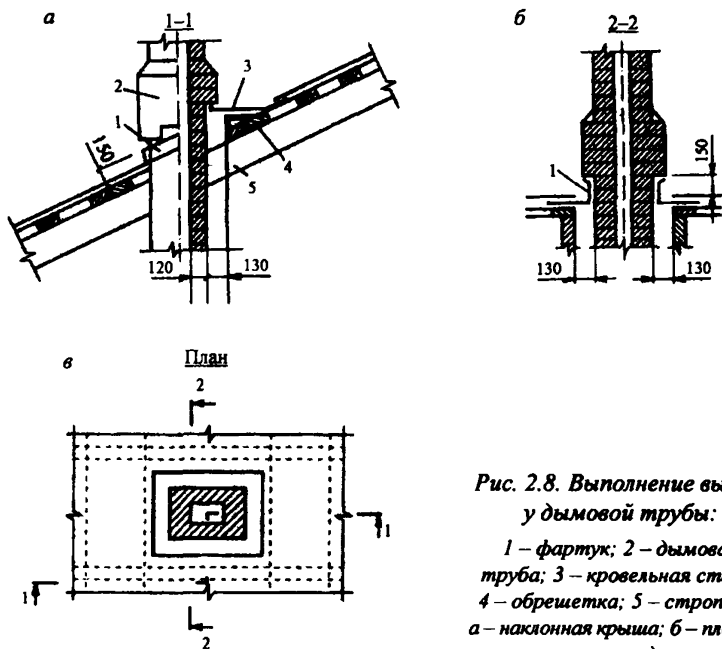 а
1–1
2
3
1
150
4
5
120
130
б
2–2
1
150
130
130
в
План
2
1
1
2
Рис. 2.8. Выполнение вы
у дымовой трубы:
1 – фартук; 2 – дымова
труба; 3 – кровельная ст
4 – обрешетка; 5 – строп
а – наклонная крыша; б – пл